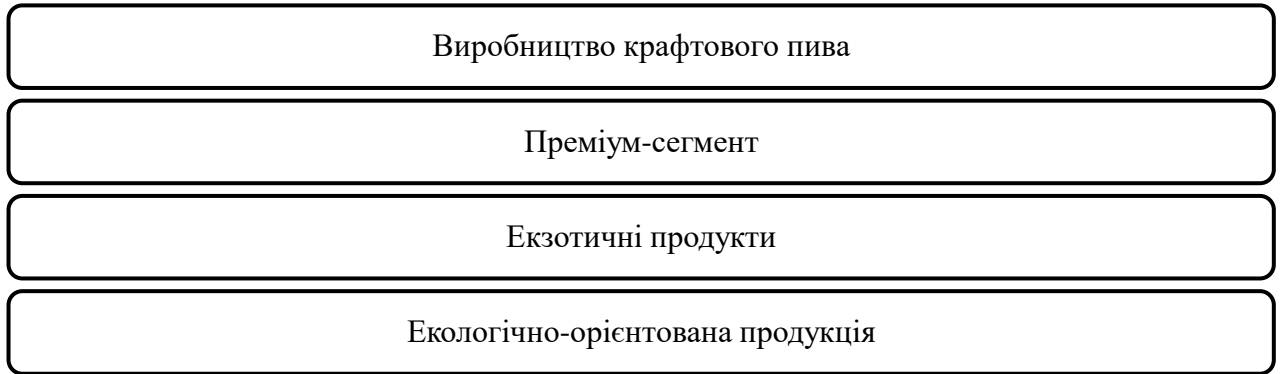 Виробництво крафтового пива
Преміум-сегмент
Екзотичні продукти
Екологічно-орієнтована продукція